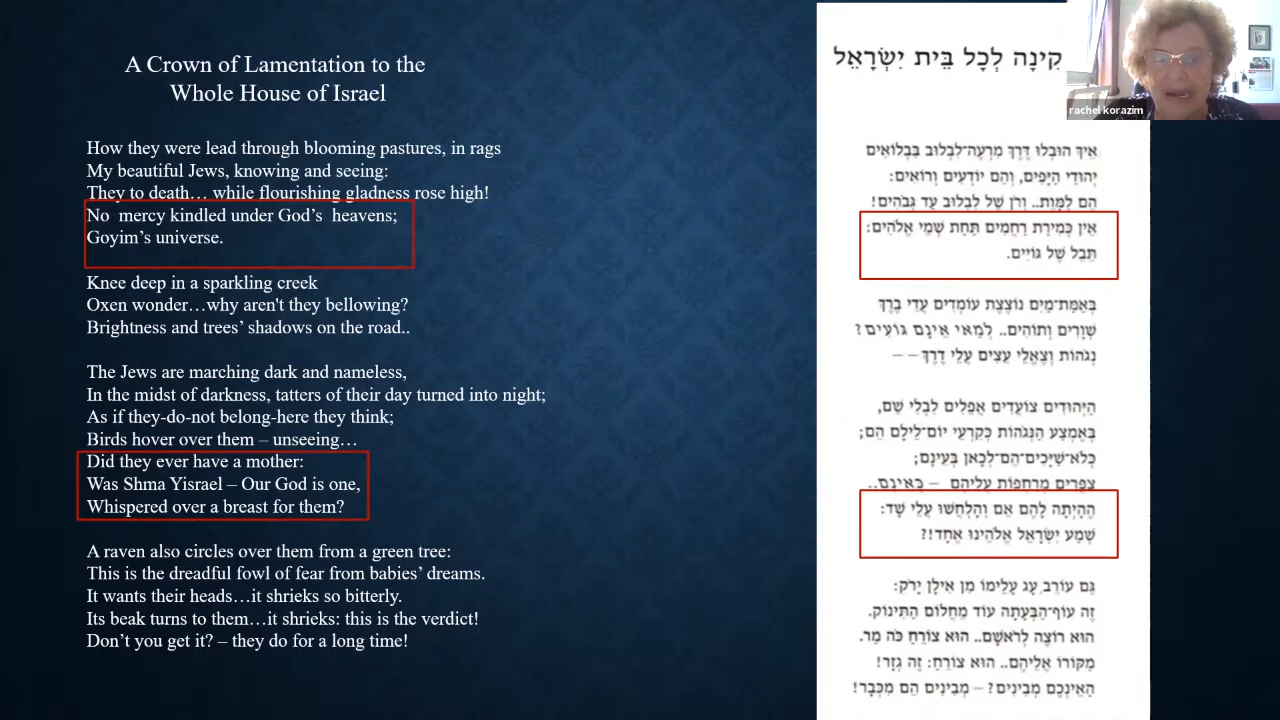 A Crown of Lamentation to the
Whole House of Israel
How they were lead through blooming pastures, in rags
My beautiful Jews, knowing and seeing:
They to death… while flourishing gladness rose high!
No mercy kindled under God's heavens;
Goyim's universe.
Knee deep in a sparkling creek
Oxen wonder…why aren't they bellowing?
Brightness and trees' shadows on the road..
The Jews are marching dark and nameless,
In the midst of darkness, tatters of their day turned into night;
As if they-do-not belong-here they think;
Birds hover over them – unseeing…
Did they ever have a mother:
Was Shma Yisrael – Our God is one,
Whispered over a breast for them?
A raven also circles over them from a green tree:
This is the dreadful fowl of fear from babies' dreams.
It wants their heads…it shrieks so bitterly.
Its beak turns to them…it shrieks: this is the verdict!
Don't you get it? – they do for a long time!
קִינָה לְכָל בֵּית יִשְׂרָאֵל
אֵיךְ הוּבְלוּ דֶּרֶךְ מִרְעֶה־לִבְלוּב בִּבְלוֹאִים
יְהוּדַי הַיָּפִים, וְהֵם יוֹדְעִים וְרוֹאִים:
הֵם לַמָּוֶת.. וְרֹן שֶׁל לִבְלוּב עַד גְּבֹהִים!
אֵין כְּמִירַת רַחֲמִים תַּחַת שְׁמֵי אֱלֹהִים:
תֵּבֵל שֶׁל גּוֹיִים.
בְּאַמַּת־מַיִם נוֹצֶצֶת עוֹמְדִים עֲדֵי בֶרֶךְ
שְׁוָרִים וְתוֹהִים.. לְמַאי אֵינָם גּוֹעִים?
נְגֹהוֹת וְצֶאֱלֵי עֵצִים עֲלֵי דֶרֶךְ – –
הַיְּהוּדִים צוֹעֲדִים אֲפֵלִים לִבְלִי שֵׁם,
בְּאֶמְצַע הַנְּגֹהוֹת כְּקִרְעֵי יוֹם־לֵילָם הֵם;
כְּלֹא־שַׁיָּכִים־הֵם־לְכָאן בְּעֵינָם;
צִפֳּרִים מְרַחֲפוֹת עֲלֵיהֶם – כְּאֵינָם..
הֶהָיְתָה לָהֶם אֵם וְהָלְחֲשׁוּ עֲלֵי שָׁד:
שְׁמַע יִשְׂרָאֵל אֱלֹהֵינוּ אֶחָד!?
גַּם עוֹרֵב עָג עָלֵימוֹ מִן אִילָן יָרֹק:
זֶה עוֹף־הַבְּעָתָה עוֹד מֵחֲלוֹם הַתִּינוֹק.
הוּא רוֹצֶה לְרֹאשָׁם.. הוּא צוֹרֵחַ כֹּה מַר.
מַקּוֹרוֹ אֲלֵיהֶם.. הוּא צוֹרֵחַ: זֶה גְּזָר!
הַאֵינְכֶם מְבִינִים? – מְבִינִים הֵם מִכְּבָר!
rachel korazim